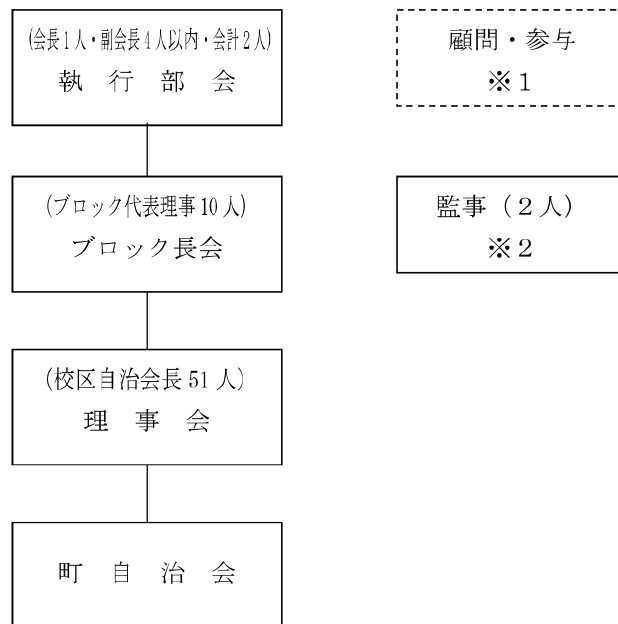 (会長1人・副会長4人以内・会計2人)
執行部会
顧問・参与
※1
(ブロック代表理事10人)
ブロック長会
監事(2人)
※2
(校区自治会長51人)
理事会
町自治会